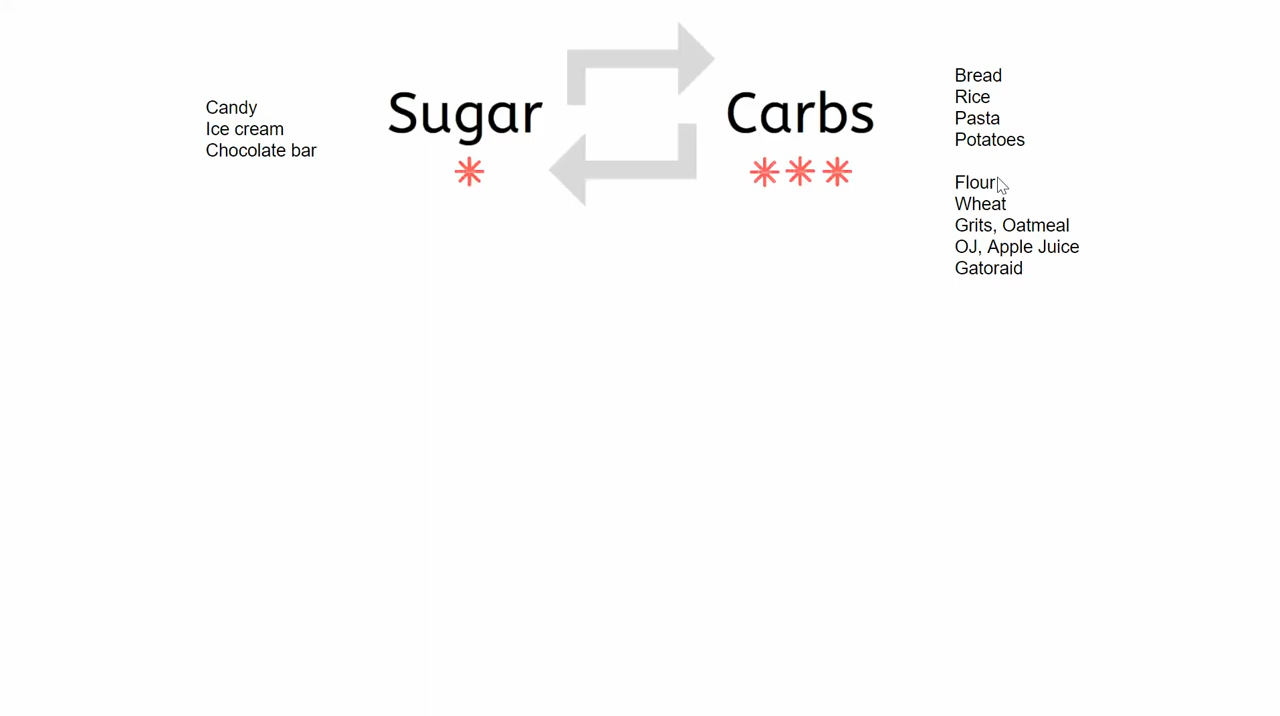 Candy
Ice cream
Chocolate bar
Sugar
Carbs
Bread
Rice
Pasta
Potatoes
Flour
Wheat
Grits, Oatmeal
OJ, Apple Juice
Gatoraid